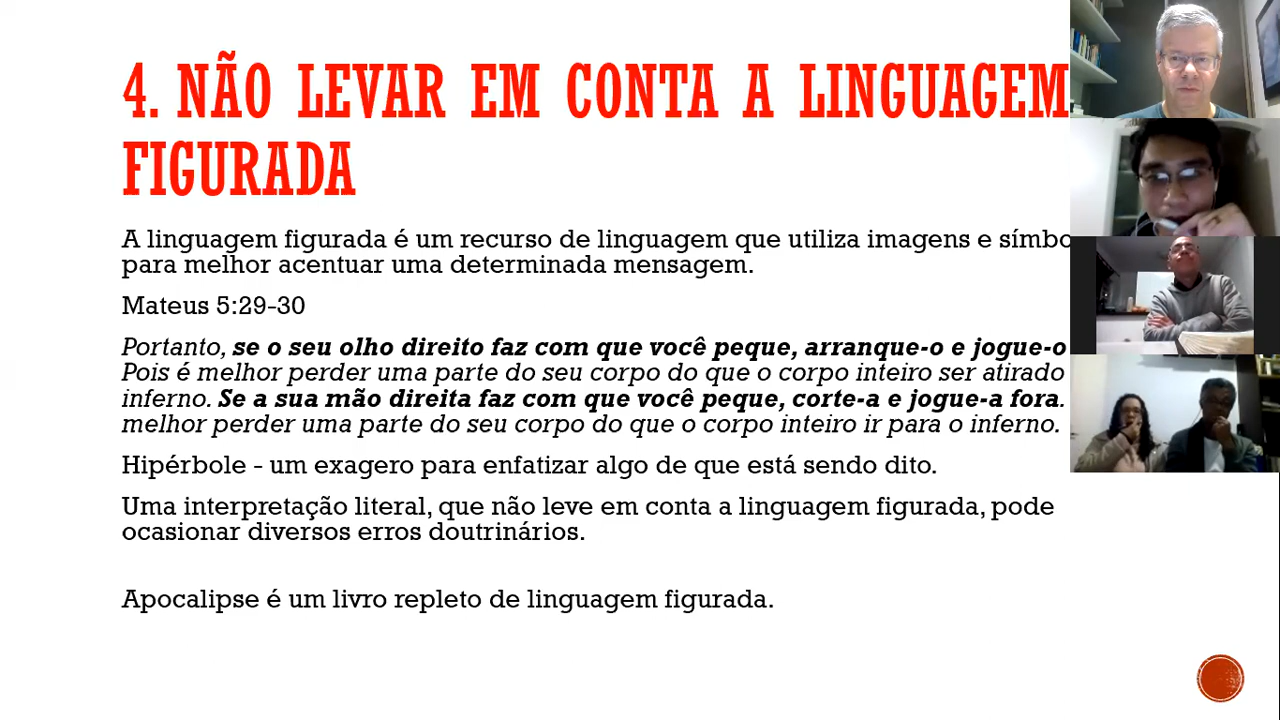 4. NÃO LEVAR EM CONTA A LINGUAGEM
FIGURADA
A linguagem figurada é um recurso de linguagem que utiliza imagens e
para melhor acentuar uma determinada mensagem.
Mateus 5:29-30
Portanto, se o seu olho direito faz com que você peque, arranque-o e jogue-o
Pois é melhor perder uma parte do seu corpo do que o corpo inteiro ser atirado
inferno. Se a sua mão direita faz com que você peque, corte-a e jogue-a fora.
melhor perder uma parte do seu corpo do que o corpo inteiro ir para o inferno.
Hipérbole - um exagero para enfatizar algo de que está sendo dito.
Uma interpretação literal, que não leve em conta a linguagem figurada, pode
ocasionar diversos erros doutrinários.
Apocalipse é um livro repleto de linguagem figurada.